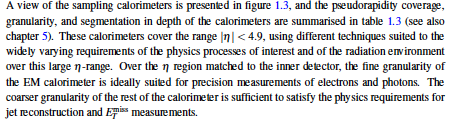 A view of the sampling calorimeters is presented in figure 1.3, and the pseudorapidity coverage,
granularity, and segmentation in depth of the calorimeters are summarised in table 1.3 (see also
chapter 5). These calorimeters cover the range |η| < 4.9, using different techniques suited to the
widely varying requirements of the physics processes of interest and of the radiation environment
over this large η-range. Over the η region matched to the inner detector, the fine granularity of
the EM calorimeter is ideally suited for precision measurements of electrons and photons. The
coarser granularity of the rest of the calorimeter is sufficient to satisfy the physics requirements for
jet reconstruction and E_T^miss measurements.